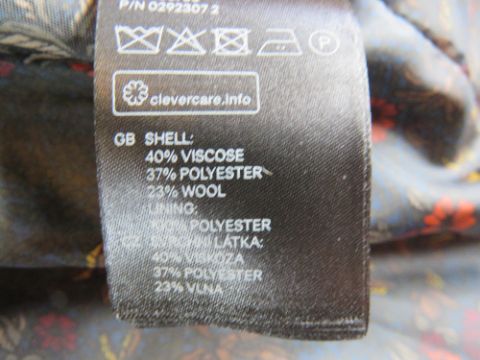 P/N 0292307 2
P
clevercare.info
GB SHELL:
40% VISCOSE
37% POLYESTER
23% WOOL
LINING:
100% POLYESTER
CZ SVRCHNÍ LÁTKA:
40% VISKÓZA
37% POLYESTER
23% VLNA